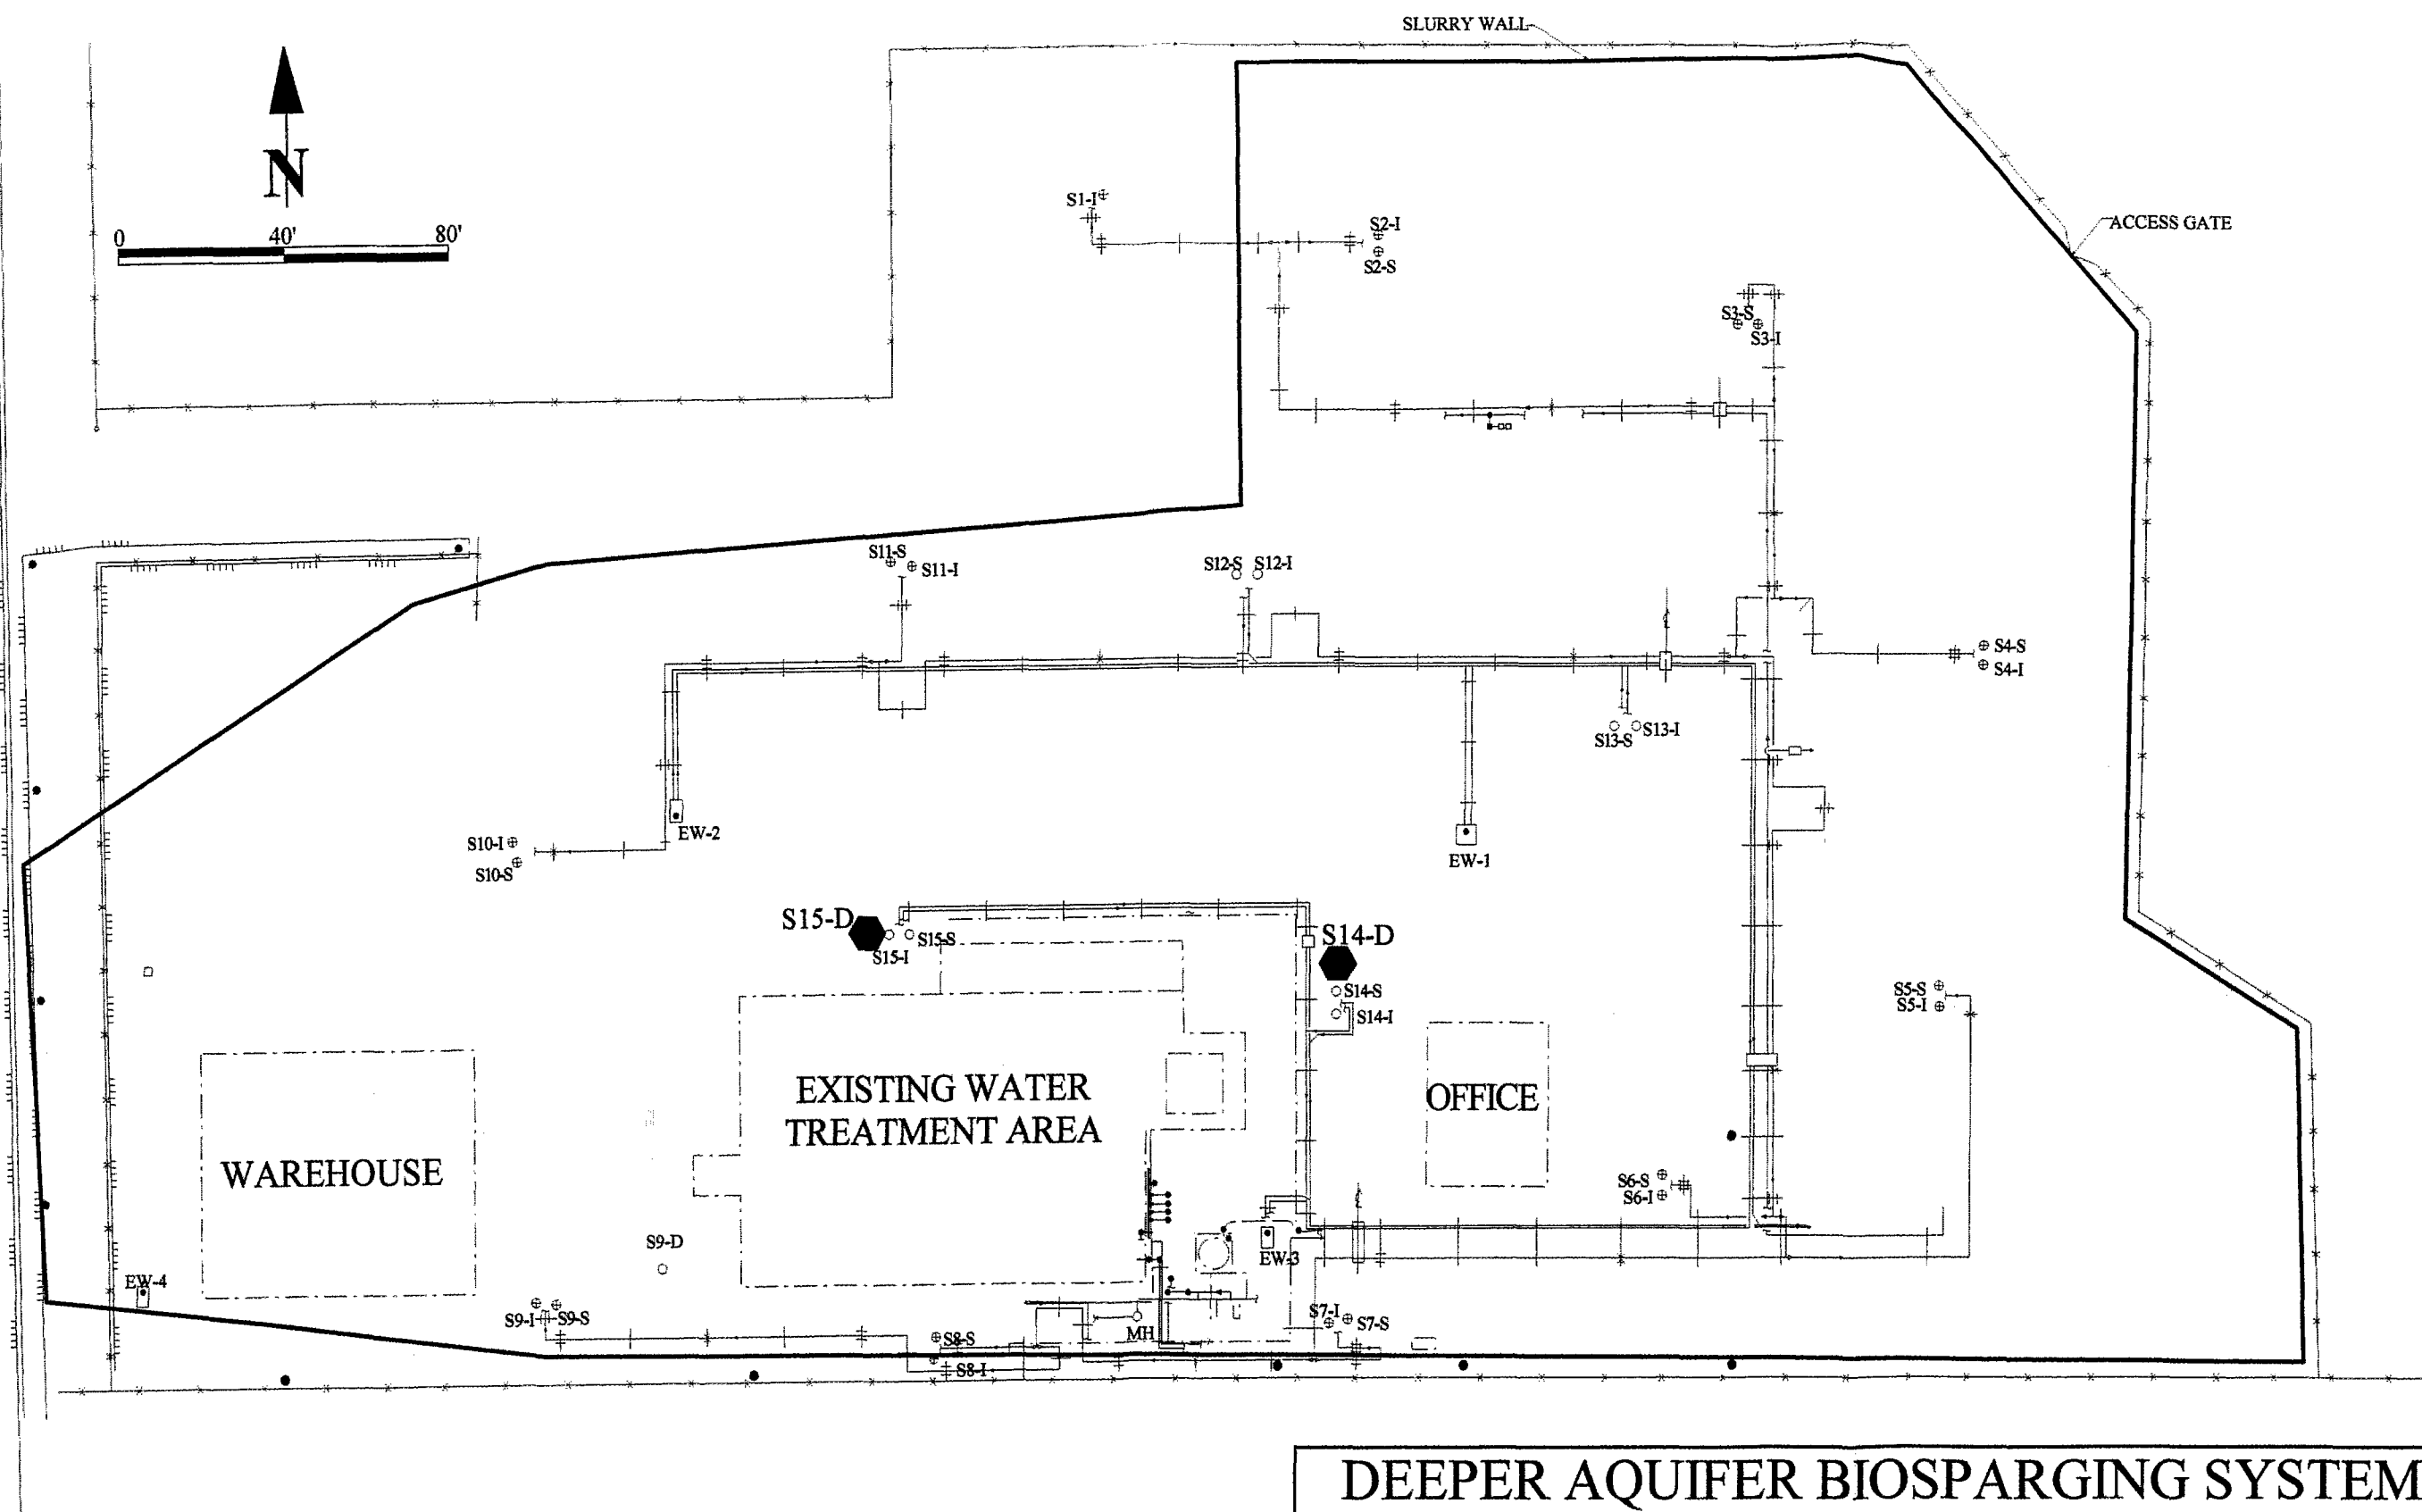 SLURRY WALL
N
0 40' 80'
S1-I
S2-I
S2-S
ACCESS GATE
S3-S
S3-I
S11-S
S11-I
S12-S S12-I
S4-S
S4-I
S13-S S13-I
EW-2
S10-I
S10-S
EW-1
S15-D
S15-I S15-S
S14-D
S14-S
S14-I
S5-S
S5-I
EXISTING WATER
TREATMENT AREA
OFFICE
WAREHOUSE
S6-S
S6-I
S9-D
EW-3
EW-4
S9-I S9-S
S8-S
S8-I
MH
S7-I
S7-S
DEEPER AQUIFER BIOSPARGING SYSTEM